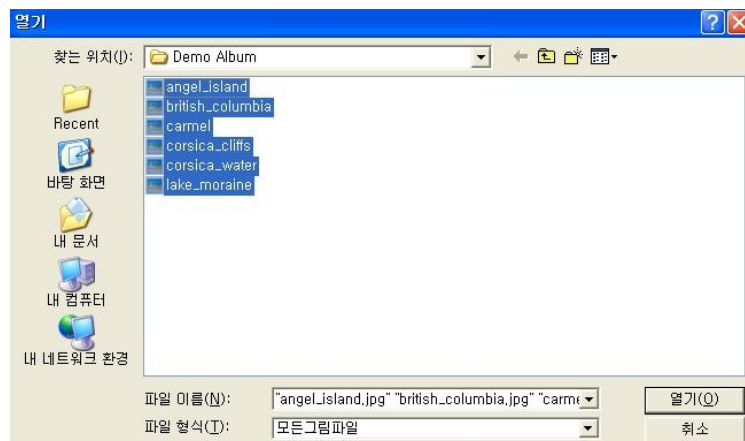 열기
찾는 위치(I): Demo Album
angel_island
british_columbia
carmel
corsica_cliffs
corsica_water
lake_moraine
Recent
바탕 화면
내 문서
내 컴퓨터
내 네트워크 환경
파일 이름(N): "angel_island.jpg" "british_columbia.jpg" "carme 열기(O)
파일 형식(T): 모든그림파일 취소